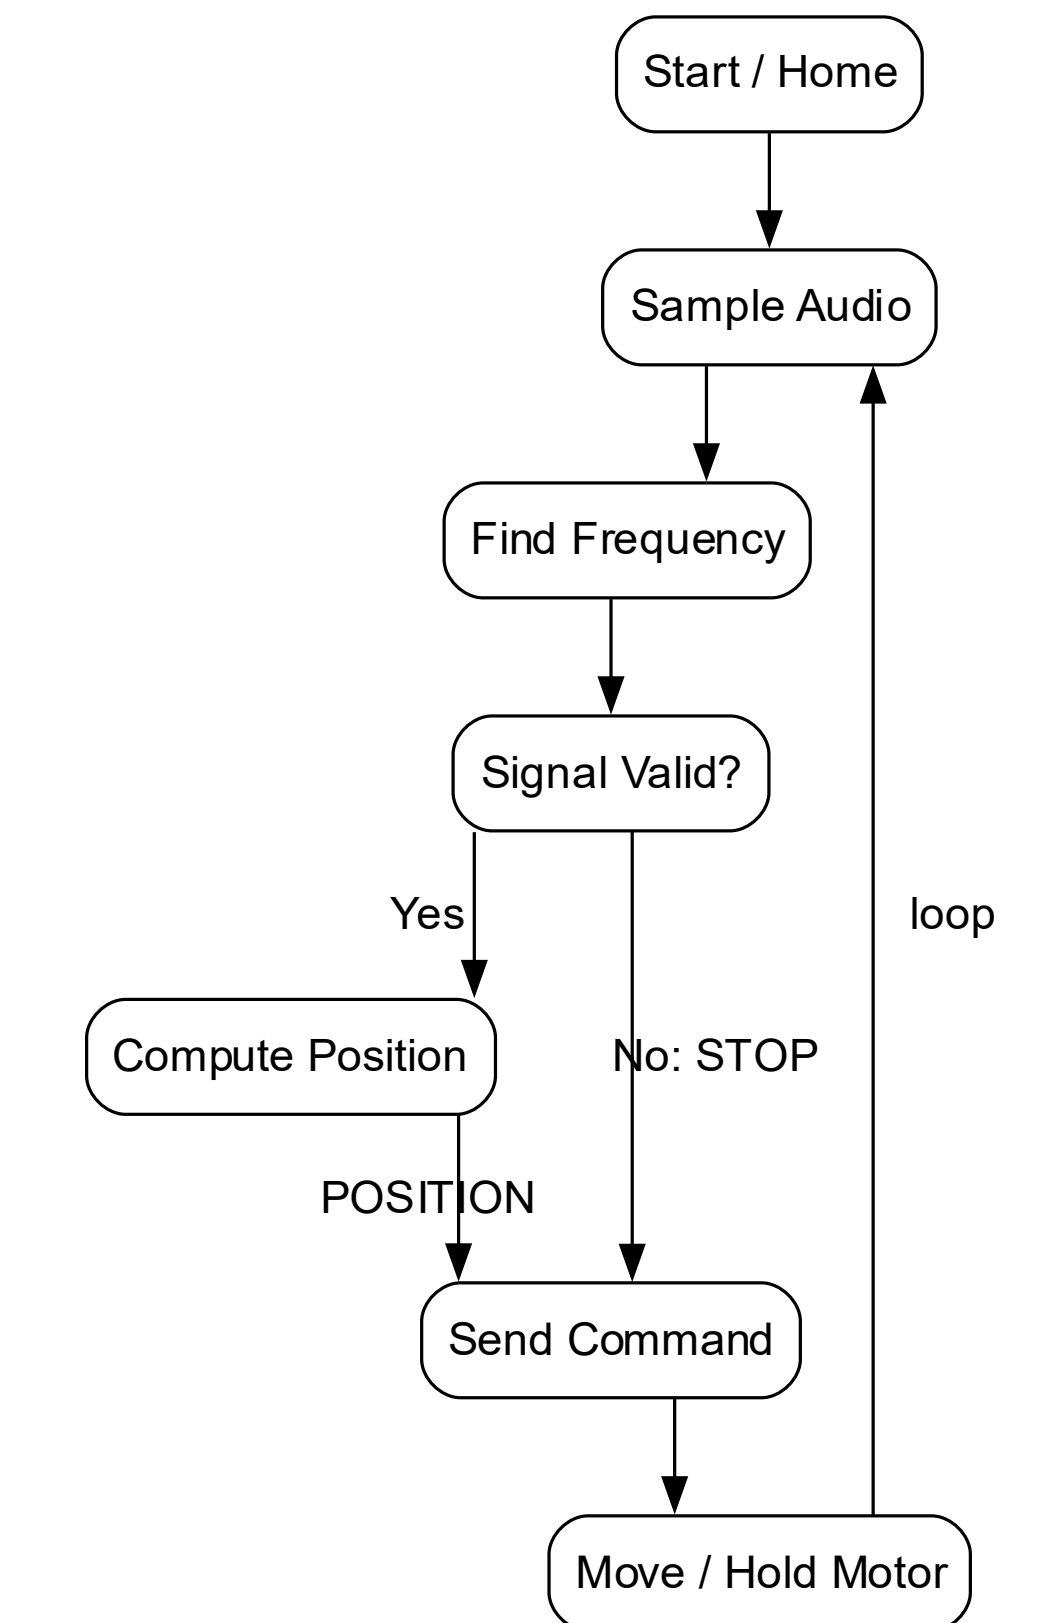 Start / Home
Sample Audio
Find Frequency
Signal Valid?
Yes
loop
Compute Position
No: STOP
POSITION
Send Command
Move / Hold Motor